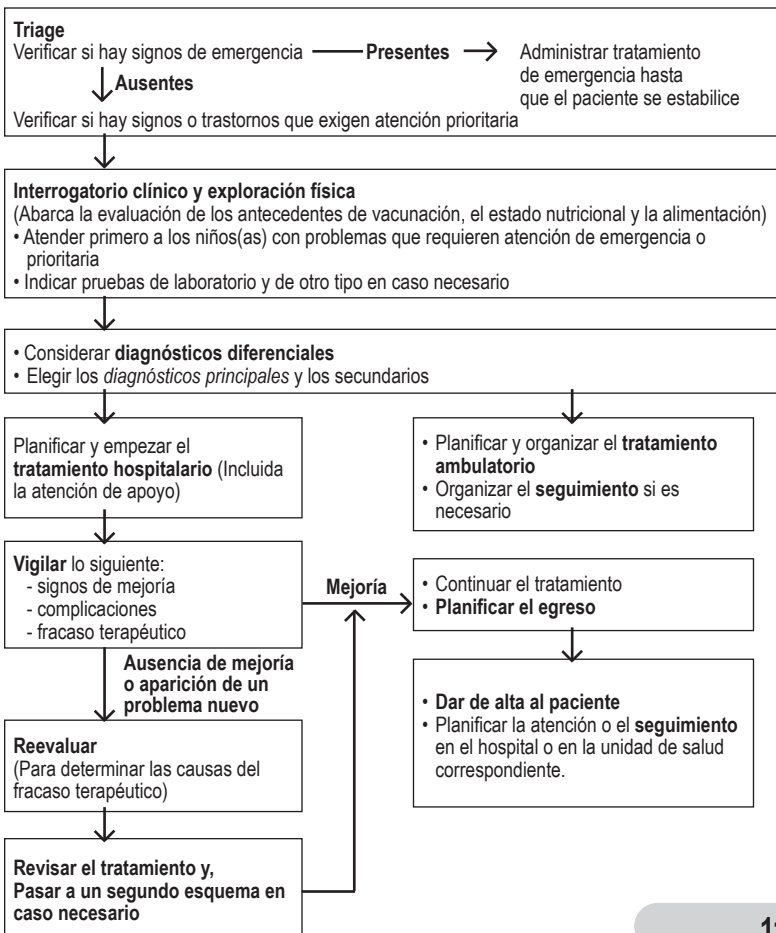 Triage
Verificar si hay signos de emergencia
Presentes
Administrar tratamiento
de emergencia hasta
que el paciente se estabilice
Ausentes
Verificar si hay signos o trastornos que exigen atención prioritaria
Interrogatorio clínico y exploración física
(Abarca la evaluación de los antecedentes de vacunación, el estado nutricional y la alimentación)
• Atender primero a los niños(as) con problemas que requieren atención de emergencia o
prioritaria
• Indicar pruebas de laboratorio y de otro tipo en caso necesario
• Considerar diagnósticos diferenciales
• Elegir los diagnósticos principales y los secundarios
Planificar y empezar el
tratamiento hospitalario (Incluida
la atención de apoyo)
• Planificar y organizar el tratamiento
ambulatorio
• Organizar el seguimiento si es
necesario
Vigilar lo siguiente:
- signos de mejoría
- complicaciones
- fracaso terapéutico
Mejoría
• Continuar el tratamiento
• Planificar el egreso
Ausencia de mejoría
o aparición de un
problema nuevo
• Dar de alta al paciente
• Planificar la atención o el seguimiento
en el hospital o en la unidad de salud
correspondiente.
Reevaluar
(Para determinar las causas del
fracaso terapéutico)
Revisar el tratamiento y,
Pasar a un segundo esquema en
caso necesario